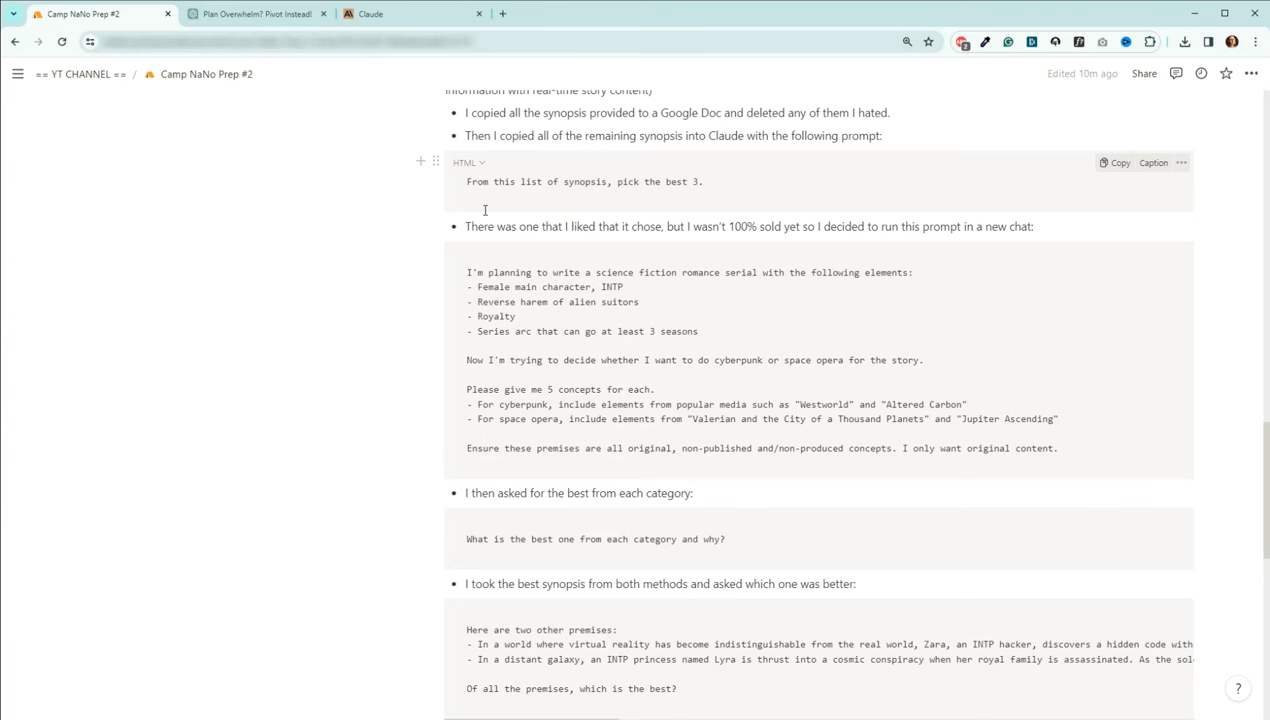 Camp NaNo Prep #2
Plan Overwhelm? Pivot Instead!
Claude
2
== YT CHANNEL == / Camp NaNo Prep #2
Edited 10m ago
Share
information with real-time story content)
• I copied all the synopsis provided to a Google Doc and deleted any of them I hated.
• Then I copied all of the remaining synopsis into Claude with the following prompt:
HTML
Copy
Caption
From this list of synopsis, pick the best 3.
• There was one that I liked that it chose, but I wasn't 100% sold yet so I decided to run this prompt in a new chat:
I'm planning to write a science fiction romance serial with the following elements:
- Female main character, INTP
- Reverse harem of alien suitors
- Royalty
- Series arc that can go at least 3 seasons
Now I'm trying to decide whether I want to do cyberpunk or space opera for the story.
Please give me 5 concepts for each.
- For cyberpunk, include elements from popular media such as "Westworld" and "Altered Carbon"
- For space opera, include elements from "Valerian and the City of a Thousand Planets" and "Jupiter Ascending"
Ensure these premises are all original, non-published and/non-produced concepts. I only want original content.
• I then asked for the best from each category:
What is the best one from each category and why?
• I took the best synopsis from both methods and asked which one was better:
Here are two other premises:
- In a world where virtual reality has become indistinguishable from the real world, Zara, an INTP hacker, discovers a hidden code with
- In a distant galaxy, an INTP princess named Lyra is thrust into a cosmic conspiracy when her royal family is assassinated. As the sol
Of all the premises, which is the best?
?